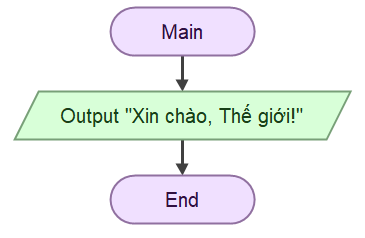 Main
Output "Xin chào, Thế giới!"
End